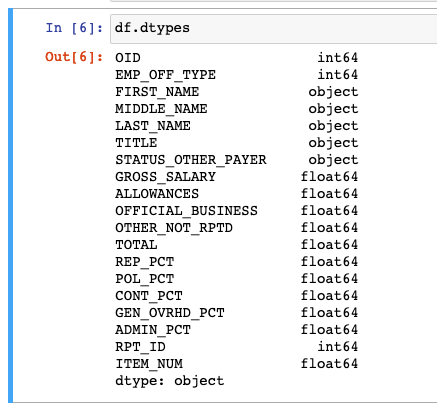 In [6]: df.dtypes
Out[6]: OID int64
EMP_OFF_TYPE int64
FIRST_NAME object
MIDDLE_NAME object
LAST_NAME object
TITLE object
STATUS_OTHER_PAYER object
GROSS_SALARY float64
ALLOWANCES float64
OFFICIAL_BUSINESS float64
OTHER_NOT_RPTD float64
TOTAL float64
REP_PCT float64
POL_PCT float64
CONT_PCT float64
GEN_OVRHD_PCT float64
ADMIN_PCT float64
RPT_ID int64
ITEM_NUM float64
dtype: object